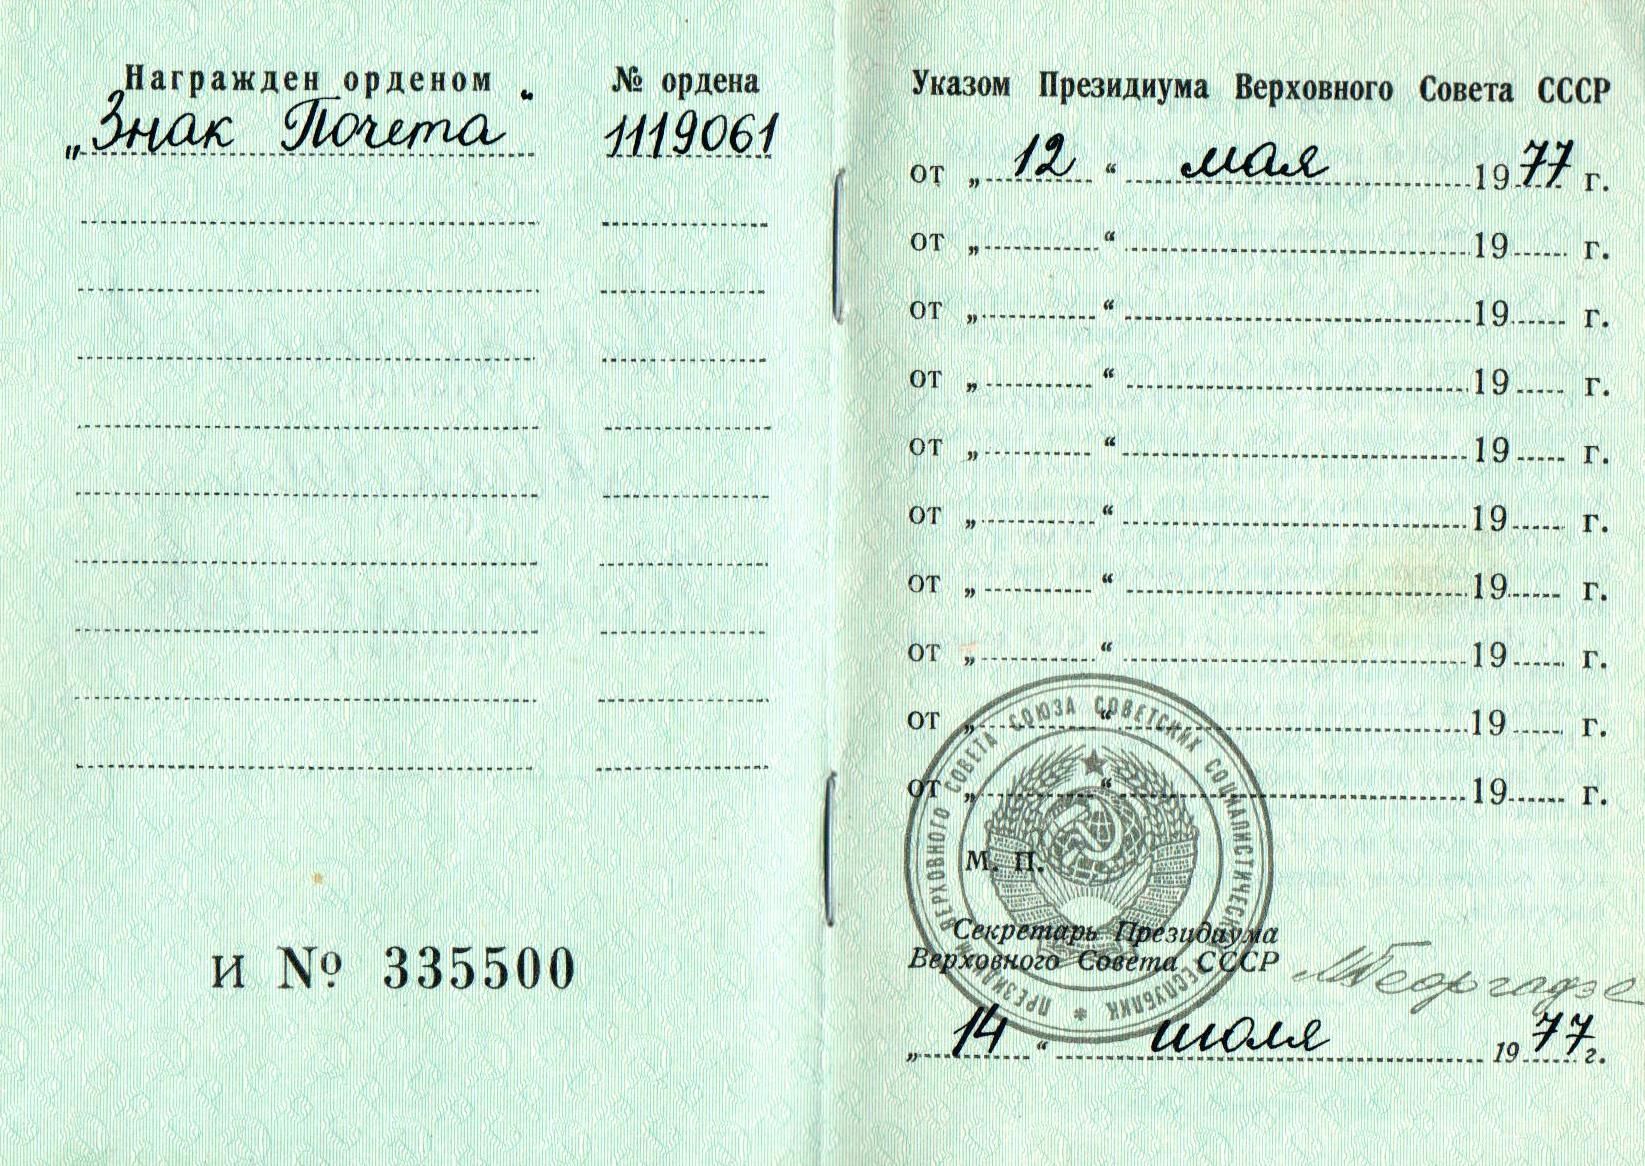 Награжден орденом № ордена
„Знак Почета“ 1119061
и № 335500
Указом Президиума Верховного Совета СССР
от „12“ мая 1977 г.
от „ “ 19 г.
от „ “ 19 г.
от „ “ 19 г.
от „ “ 19 г.
от „ “ 19 г.
от „ “ 19 г.
от „ “ 19 г.
от „ “ 19 г.
от „ “ 19 г.
М. П.
ПРЕЗИДИУМ ВЕРХОВНОГО СОВЕТА СОЮЗА СОВЕТСКИХ СОЦИАЛИСТИЧЕСКИХ РЕСПУБЛИК *
Секретарь Президиума
Верховного Совета СССР МГеоргадзе
„14“ июля 1977 г.